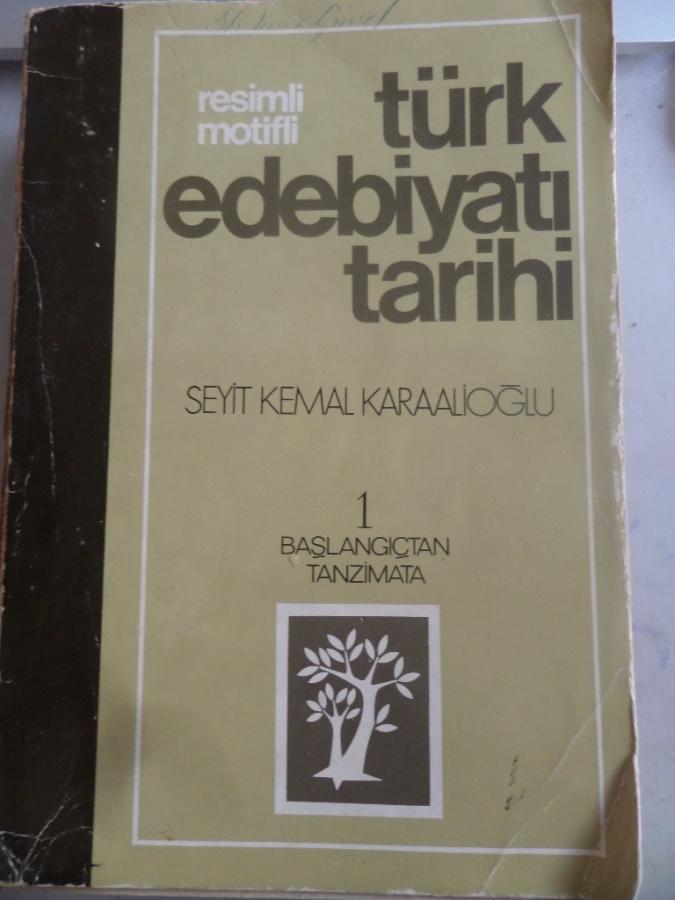 resimli
motifli
türk
edebiyatı
tarihi
SEYİT KEMAL KARAALİOĞLU
1
BAŞLANGIÇTAN
TANZİMATA